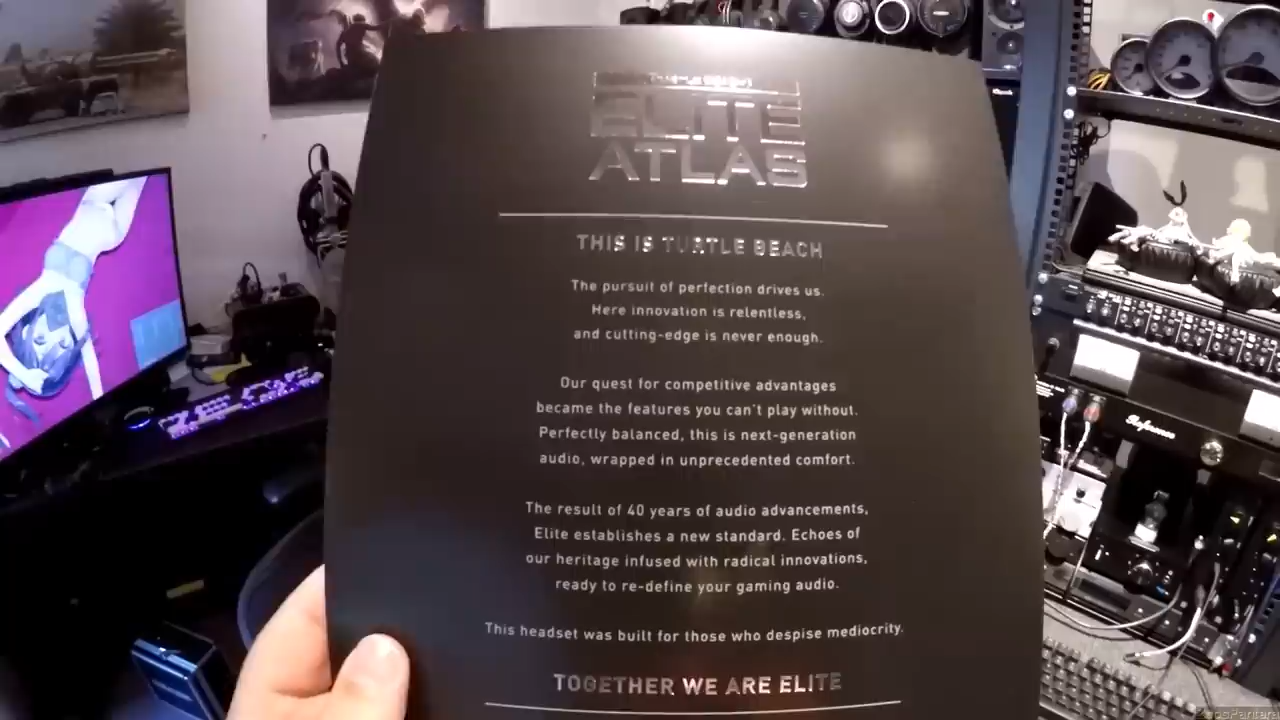 ELITE
ATLAS
THIS IS TURTLE BEACH
The pursuit of perfection drives us.
Here innovation is relentless,
and cutting-edge is never enough.
Our quest for competitive advantages
became the features you can't play without.
Perfectly balanced, this is next-generation
audio, wrapped in unprecedented comfort.
The result of 40 years of audio advancements,
Elite establishes a new standard. Echoes of
our heritage infused with radical innovations,
ready to re-define your gaming audio.
This headset was built for those who despise mediocrity.
TOGETHER WE ARE ELITE
Reference